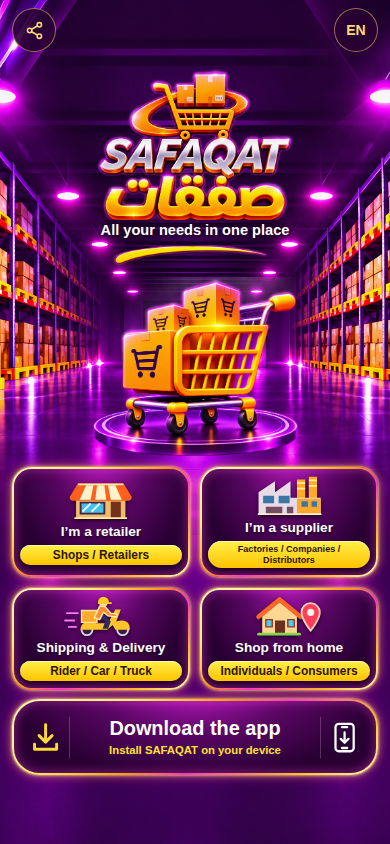 EN
SAFAQAT
صفقات
All your needs in one place
I'm a retailer
Shops / Retailers
I'm a supplier
Factories / Companies /
Distributors
Shipping & Delivery
Rider / Car / Truck
Shop from home
Individuals / Consumers
Download the app
Install SAFAQAT on your device